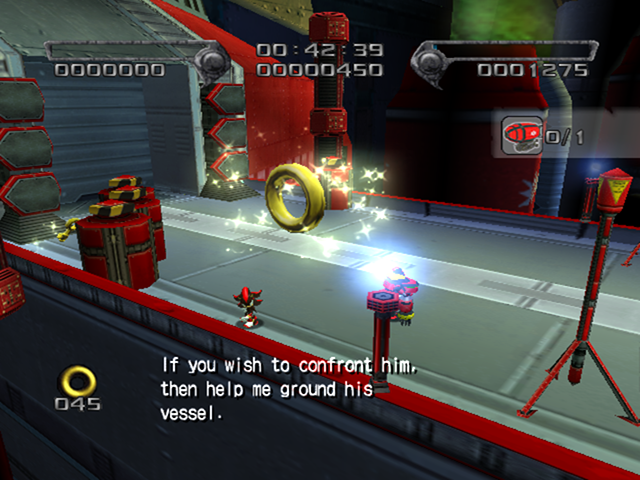 00:42:39
0000000
00000450
0001275
0/1
If you wish to confront him,
then help me ground his
vessel.
045